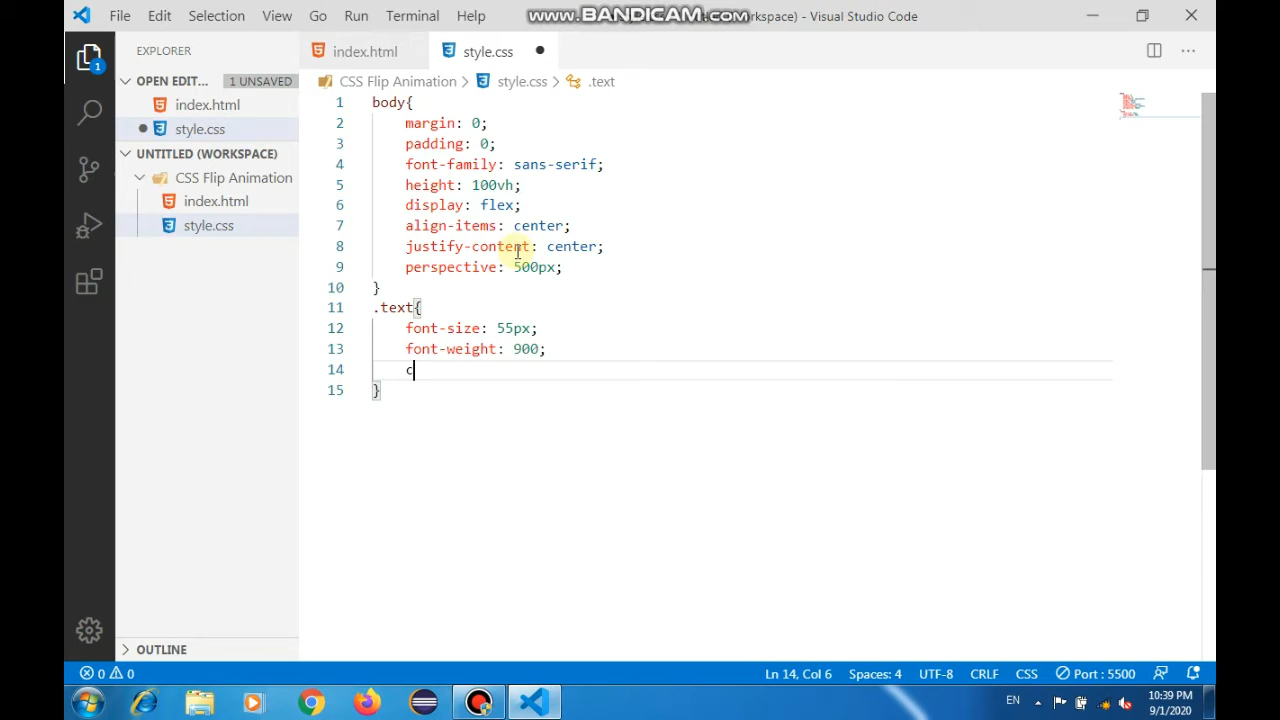 File Edit Selection View Go Run Terminal Help
WWW.BANDICAM.COM
kspace) - Visual Studio Code
EXPLORER
index.html
style.css
OPEN EDIT... 1 UNSAVED
index.html
style.css
UNTITLED (WORKSPACE)
CSS Flip Animation
index.html
style.css
OUTLINE
1
CSS Flip Animation > style.css > .text
1 body{
2 margin: 0;
3 padding: 0;
4 font-family: sans-serif;
5 height: 100vh;
6 display: flex;
7 align-items: center;
8 justify-content: center;
9 perspective: 500px;
10 }
11 .text{
12 font-size: 55px;
13 font-weight: 900;
14 c
15 }
0 0
Ln 14, Col 6 Spaces: 4 UTF-8 CRLF CSS Port : 5500
EN
10:39 PM
9/1/2020